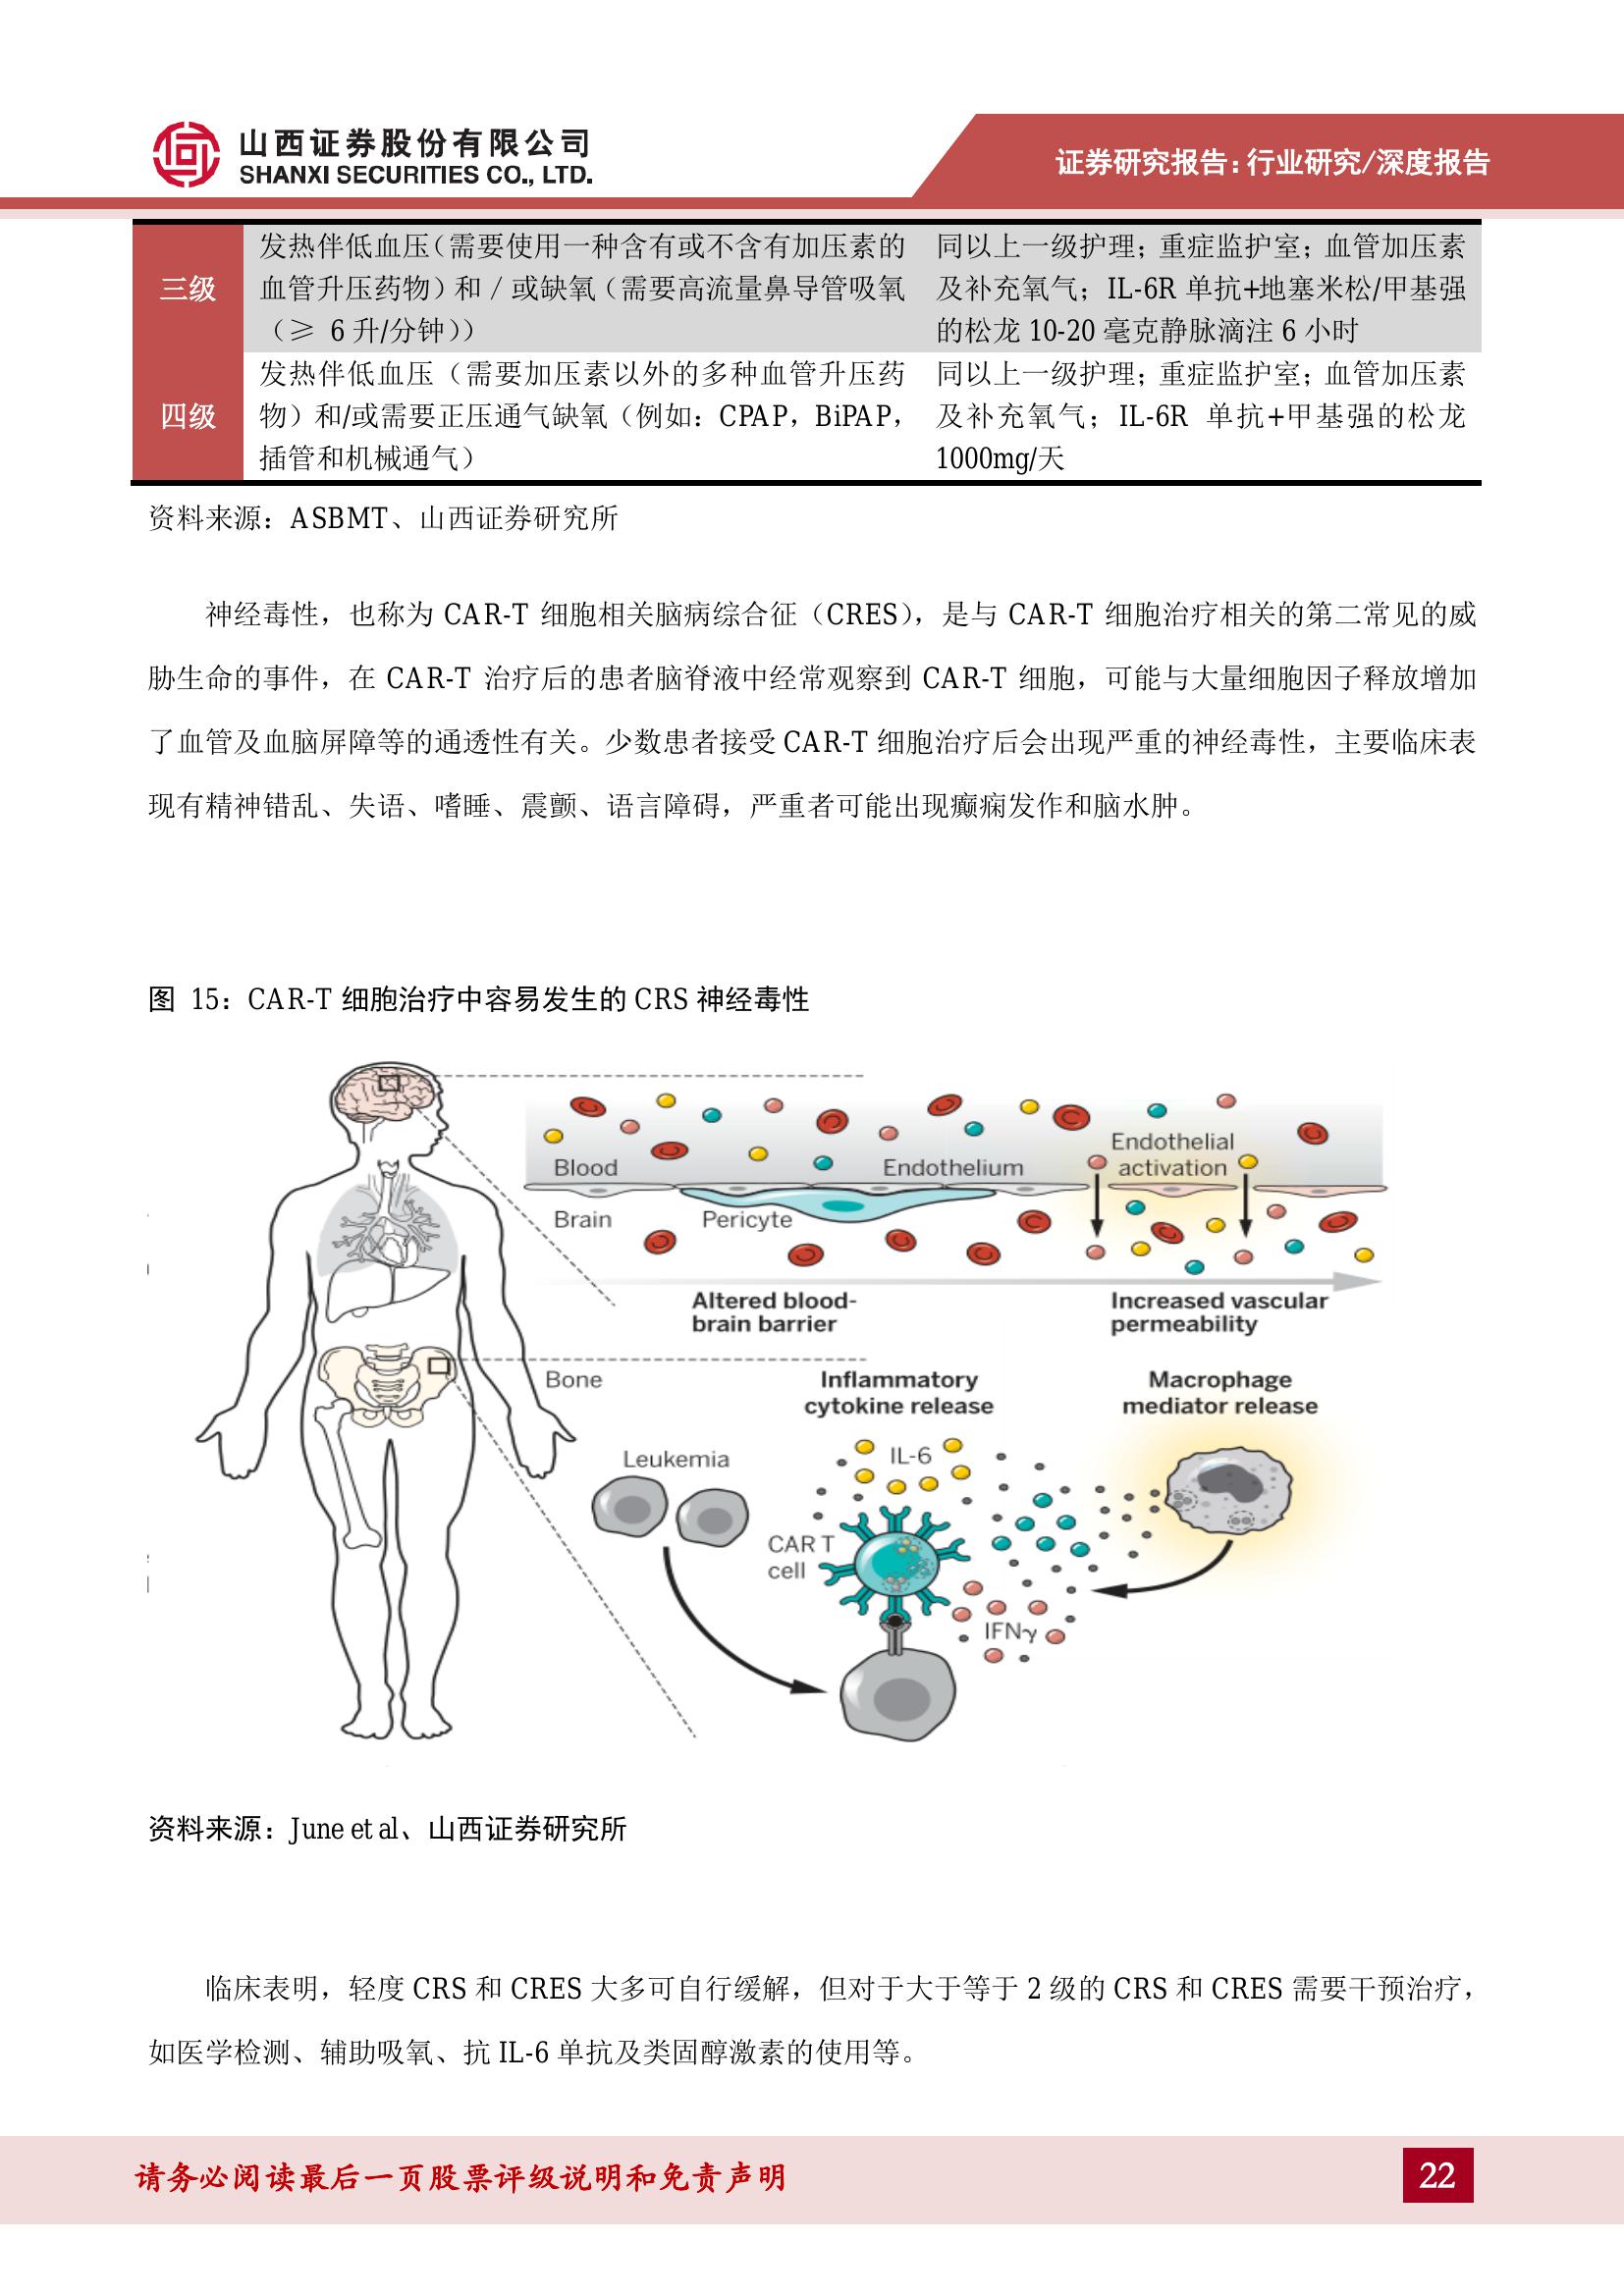 山西证券股份有限公司
SHANXI SECURITIES CO., LTD.
证券研究报告：行业研究/深度报告
三级
发热伴低血压（需要使用一种含有或不含有加压素的
血管升压药物）和 / 或缺氧（需要高流量鼻导管吸氧
（≥ 6 升/分钟））
同以上一级护理；重症监护室；血管加压素
及补充氧气；IL-6R 单抗+地塞米松/甲基强
的松龙 10-20 毫克静脉滴注 6 小时
四级
发热伴低血压（需要加压素以外的多种血管升压药
物）和/或需要正压通气缺氧（例如：CPAP，BiPAP，
插管和机械通气）
同以上一级护理；重症监护室；血管加压素
及补充氧气；IL-6R 单抗+甲基强的松龙
1000mg/天
资料来源：ASBMT、山西证券研究所
神经毒性，也称为 CAR-T 细胞相关脑病综合征（CRES），是与 CAR-T 细胞治疗相关的第二常见的威
胁生命的事件，在 CAR-T 治疗后的患者脑脊液中经常观察到 CAR-T 细胞，可能与大量细胞因子释放增加
了血管及血脑屏障等的通透性有关。少数患者接受 CAR-T 细胞治疗后会出现严重的神经毒性，主要临床表
现有精神错乱、失语、嗜睡、震颤、语言障碍，严重者可能出现癫痫发作和脑水肿。
图 15：CAR-T 细胞治疗中容易发生的 CRS 神经毒性
Endothelial
activation
Blood
Endothelium
Brain
Pericyte
Altered blood-
brain barrier
Increased vascular
permeability
Bone
Inflammatory
cytokine release
Macrophage
mediator release
Leukemia
IL-6
CAR T
cell
IFNγ
资料来源：June et al、山西证券研究所
临床表明，轻度 CRS 和 CRES 大多可自行缓解，但对于大于等于 2 级的 CRS 和 CRES 需要干预治疗，
如医学检测、辅助吸氧、抗 IL-6 单抗及类固醇激素的使用等。
请务必阅读最后一页股票评级说明和免责声明
22